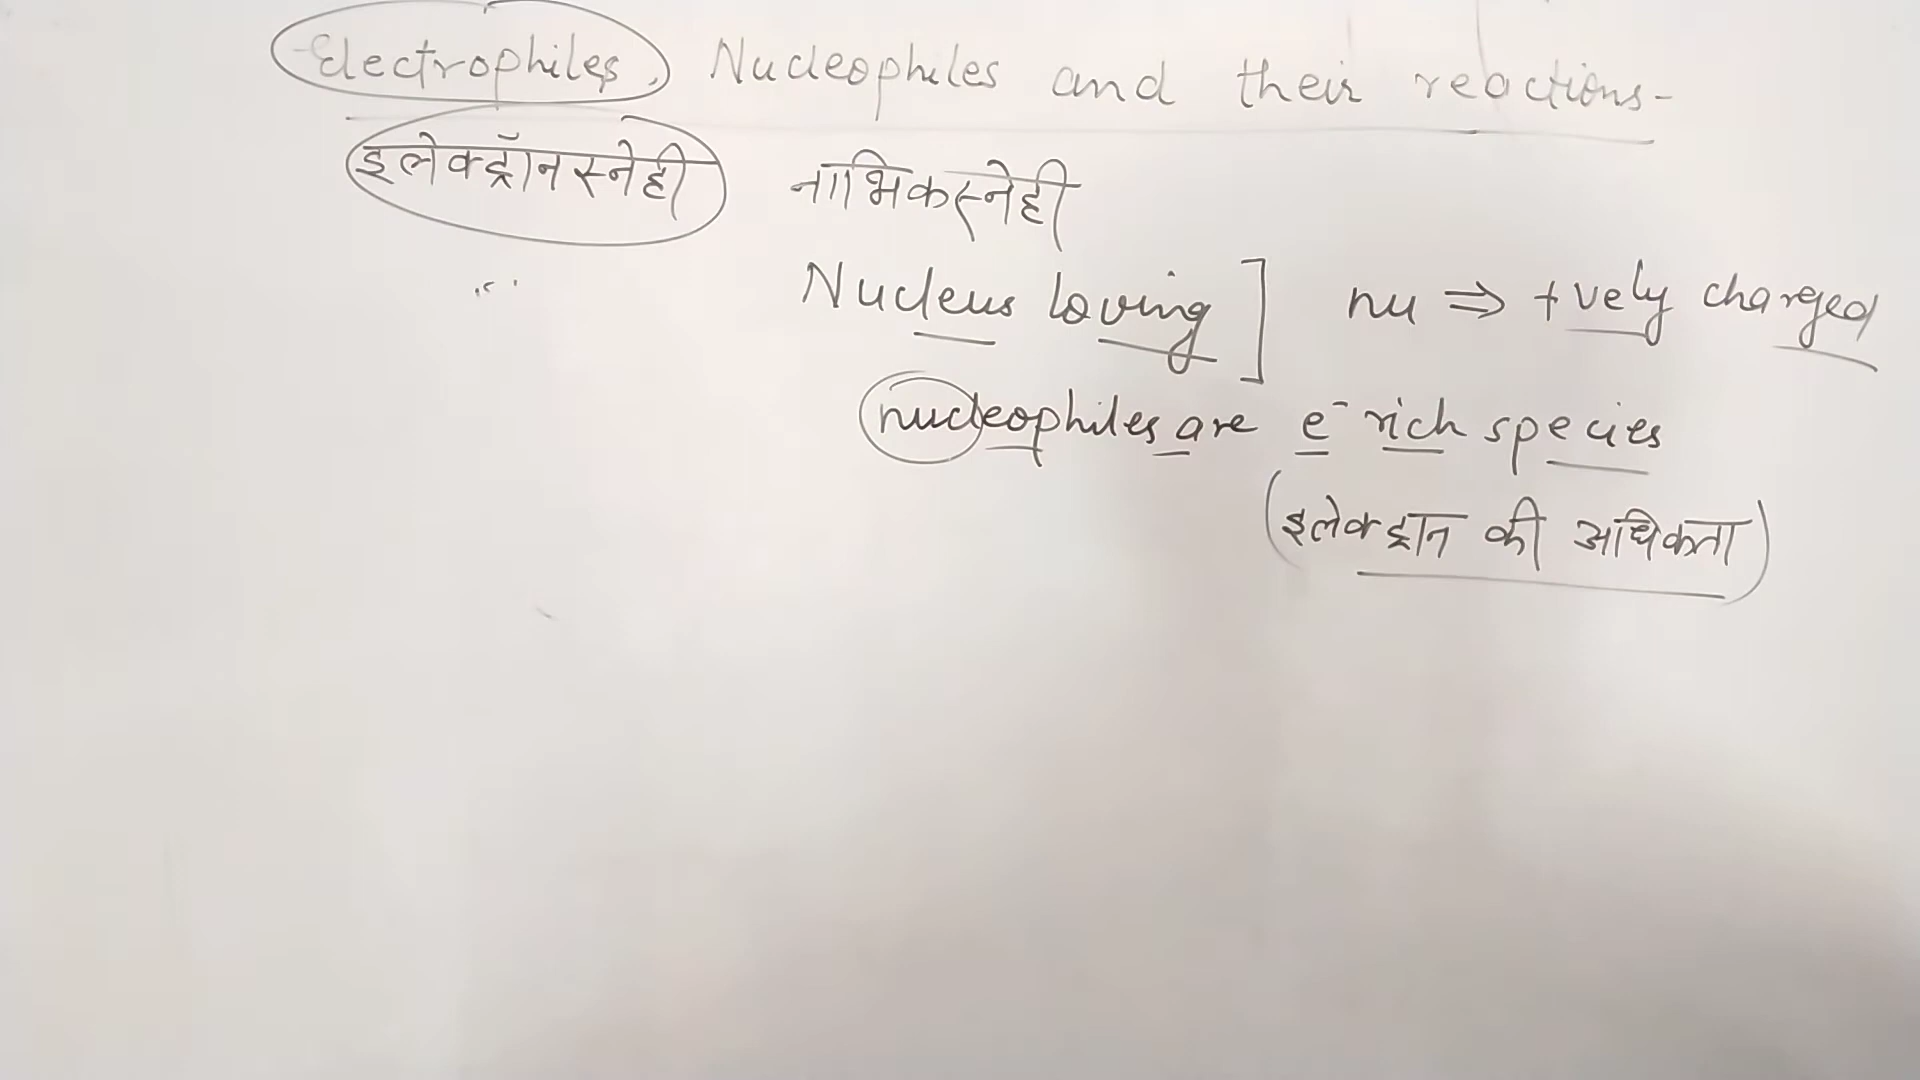 Electrophiles, Nucleophiles and their reactions-
इलेक्ट्रॉनस्नेही नाभिकस्नेही
Nucleus loving] nu ⇒ +vely charged
nucleophiles are e⁻ rich species
(इलेक्ट्रान की अधिकता)